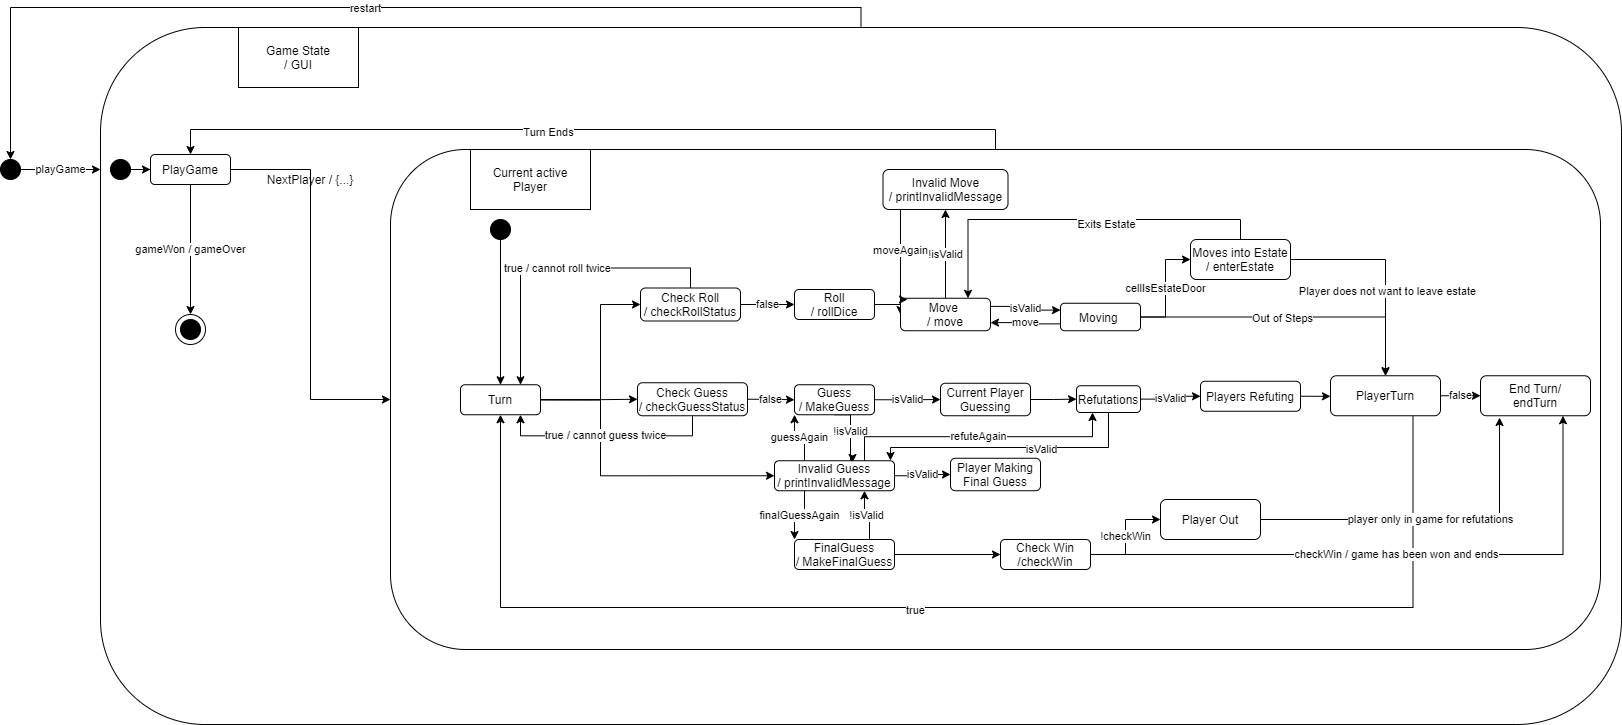 restart
Game State
/ GUI
Turn Ends
playGame
PlayGame
NextPlayer / {...}
gameWon / gameOver
Current active
Player
Invalid Move
/ printInvalidMessage
moveAgain
!isValid
Exits Estate
Moves into Estate
/ enterEstate
true / cannot roll twice
Check Roll
/ checkRollStatus
false
Roll
/ rollDice
Move
/ move
isValid
move
Moving
cellIsEstateDoor
Player does not want to leave estate
Out of Steps
Turn
Check Guess
/ checkGuessStatus
false
Guess
/ MakeGuess
isValid
Current Player
Guessing
Refutations
isValid
Players Refuting
PlayerTurn
false
End Turn/
endTurn
true / cannot guess twice
guessAgain
!isValid
refuteAgain
isValid
Invalid Guess
/ printInvalidMessage
isValid
Player Making
Final Guess
finalGuessAgain
!isValid
FinalGuess
/ MakeFinalGuess
Check Win
/checkWin
!checkWin
Player Out
player only in game for refutations
checkWin / game has been won and ends
true